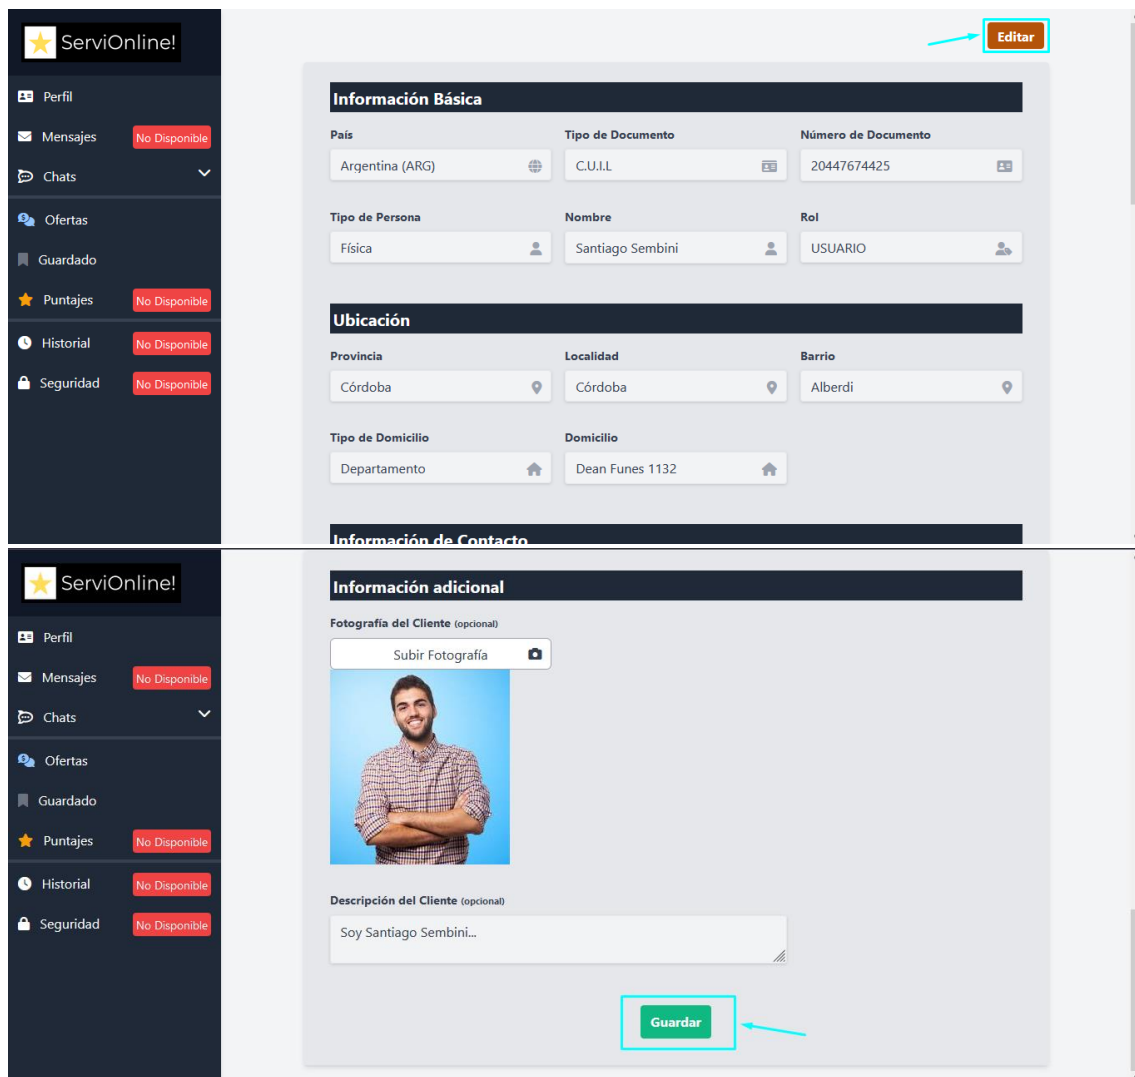 ServiOnline!
Editar
Perfil
Mensajes No Disponible
Chats
Ofertas
Guardado
Puntajes No Disponible
Historial No Disponible
Seguridad No Disponible
Información Básica
País Tipo de Documento Número de Documento
Argentina (ARG) C.U.I.L 20447674425
Tipo de Persona Nombre Rol
Física Santiago Sembini USUARIO
Ubicación
Provincia Localidad Barrio
Córdoba Córdoba Alberdi
Tipo de Domicilio Domicilio
Departamento Dean Funes 1132
Información de Contacto
ServiOnline!
Perfil
Mensajes No Disponible
Chats
Ofertas
Guardado
Puntajes No Disponible
Historial No Disponible
Seguridad No Disponible
Información adicional
Fotografía del Cliente (opcional)
Subir Fotografía
Descripción del Cliente (opcional)
Soy Santiago Sembini...
Guardar